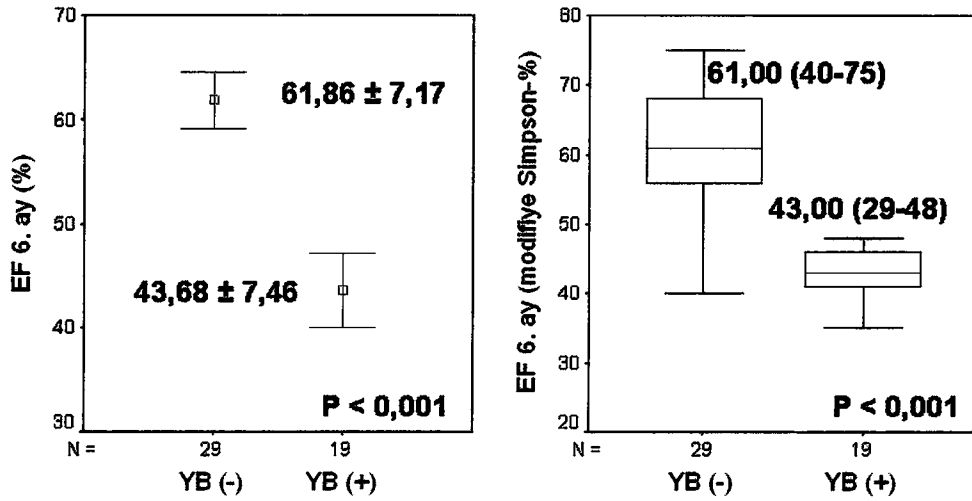 EF 6. ay (%)
70
60
50
40
30
61,86 ± 7,17
43,68 ± 7,46
P < 0,001
N =
29
19
YB (-)
YB (+)
EF 6. ay (modifiye Simpson-%)
80
70
60
50
40
30
20
61,00 (40-75)
43,00 (29-48)
P < 0,001
N =
29
19
YB (-)
YB (+)